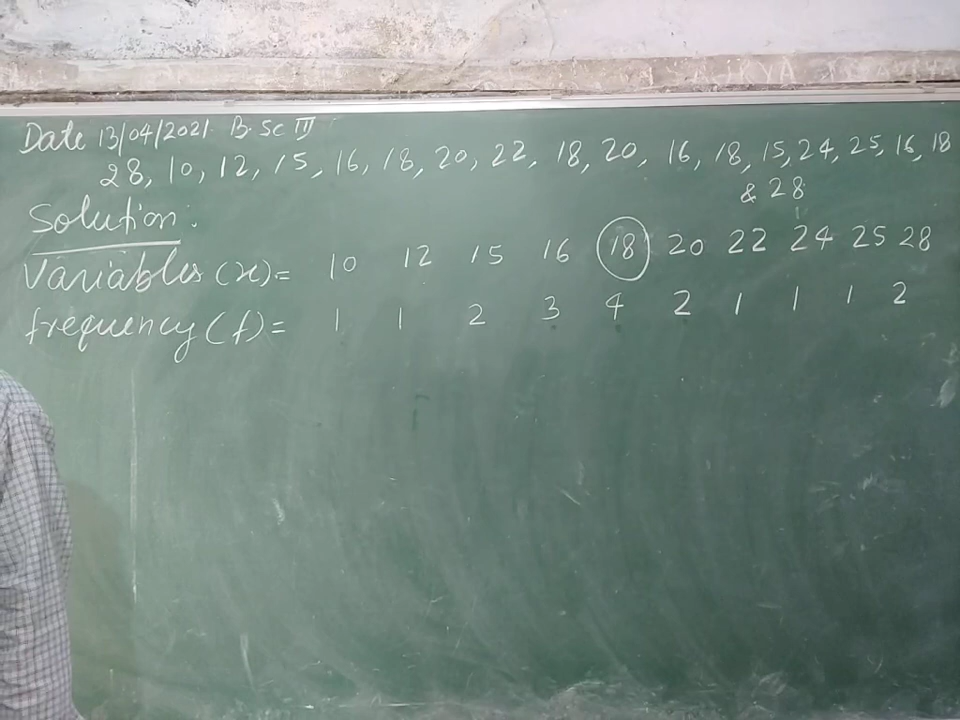 Date 13/04/2021. B.Sc III
28, 10, 12, 15, 16, 18, 20, 22, 18, 20, 16, 18, 15, 24, 25, 16, 18
& 28
Solution:
Variables (x) = 10 12 15 16 18 20 22 24 25 28
frequency (f) = 1 1 2 3 4 2 1 1 1 2